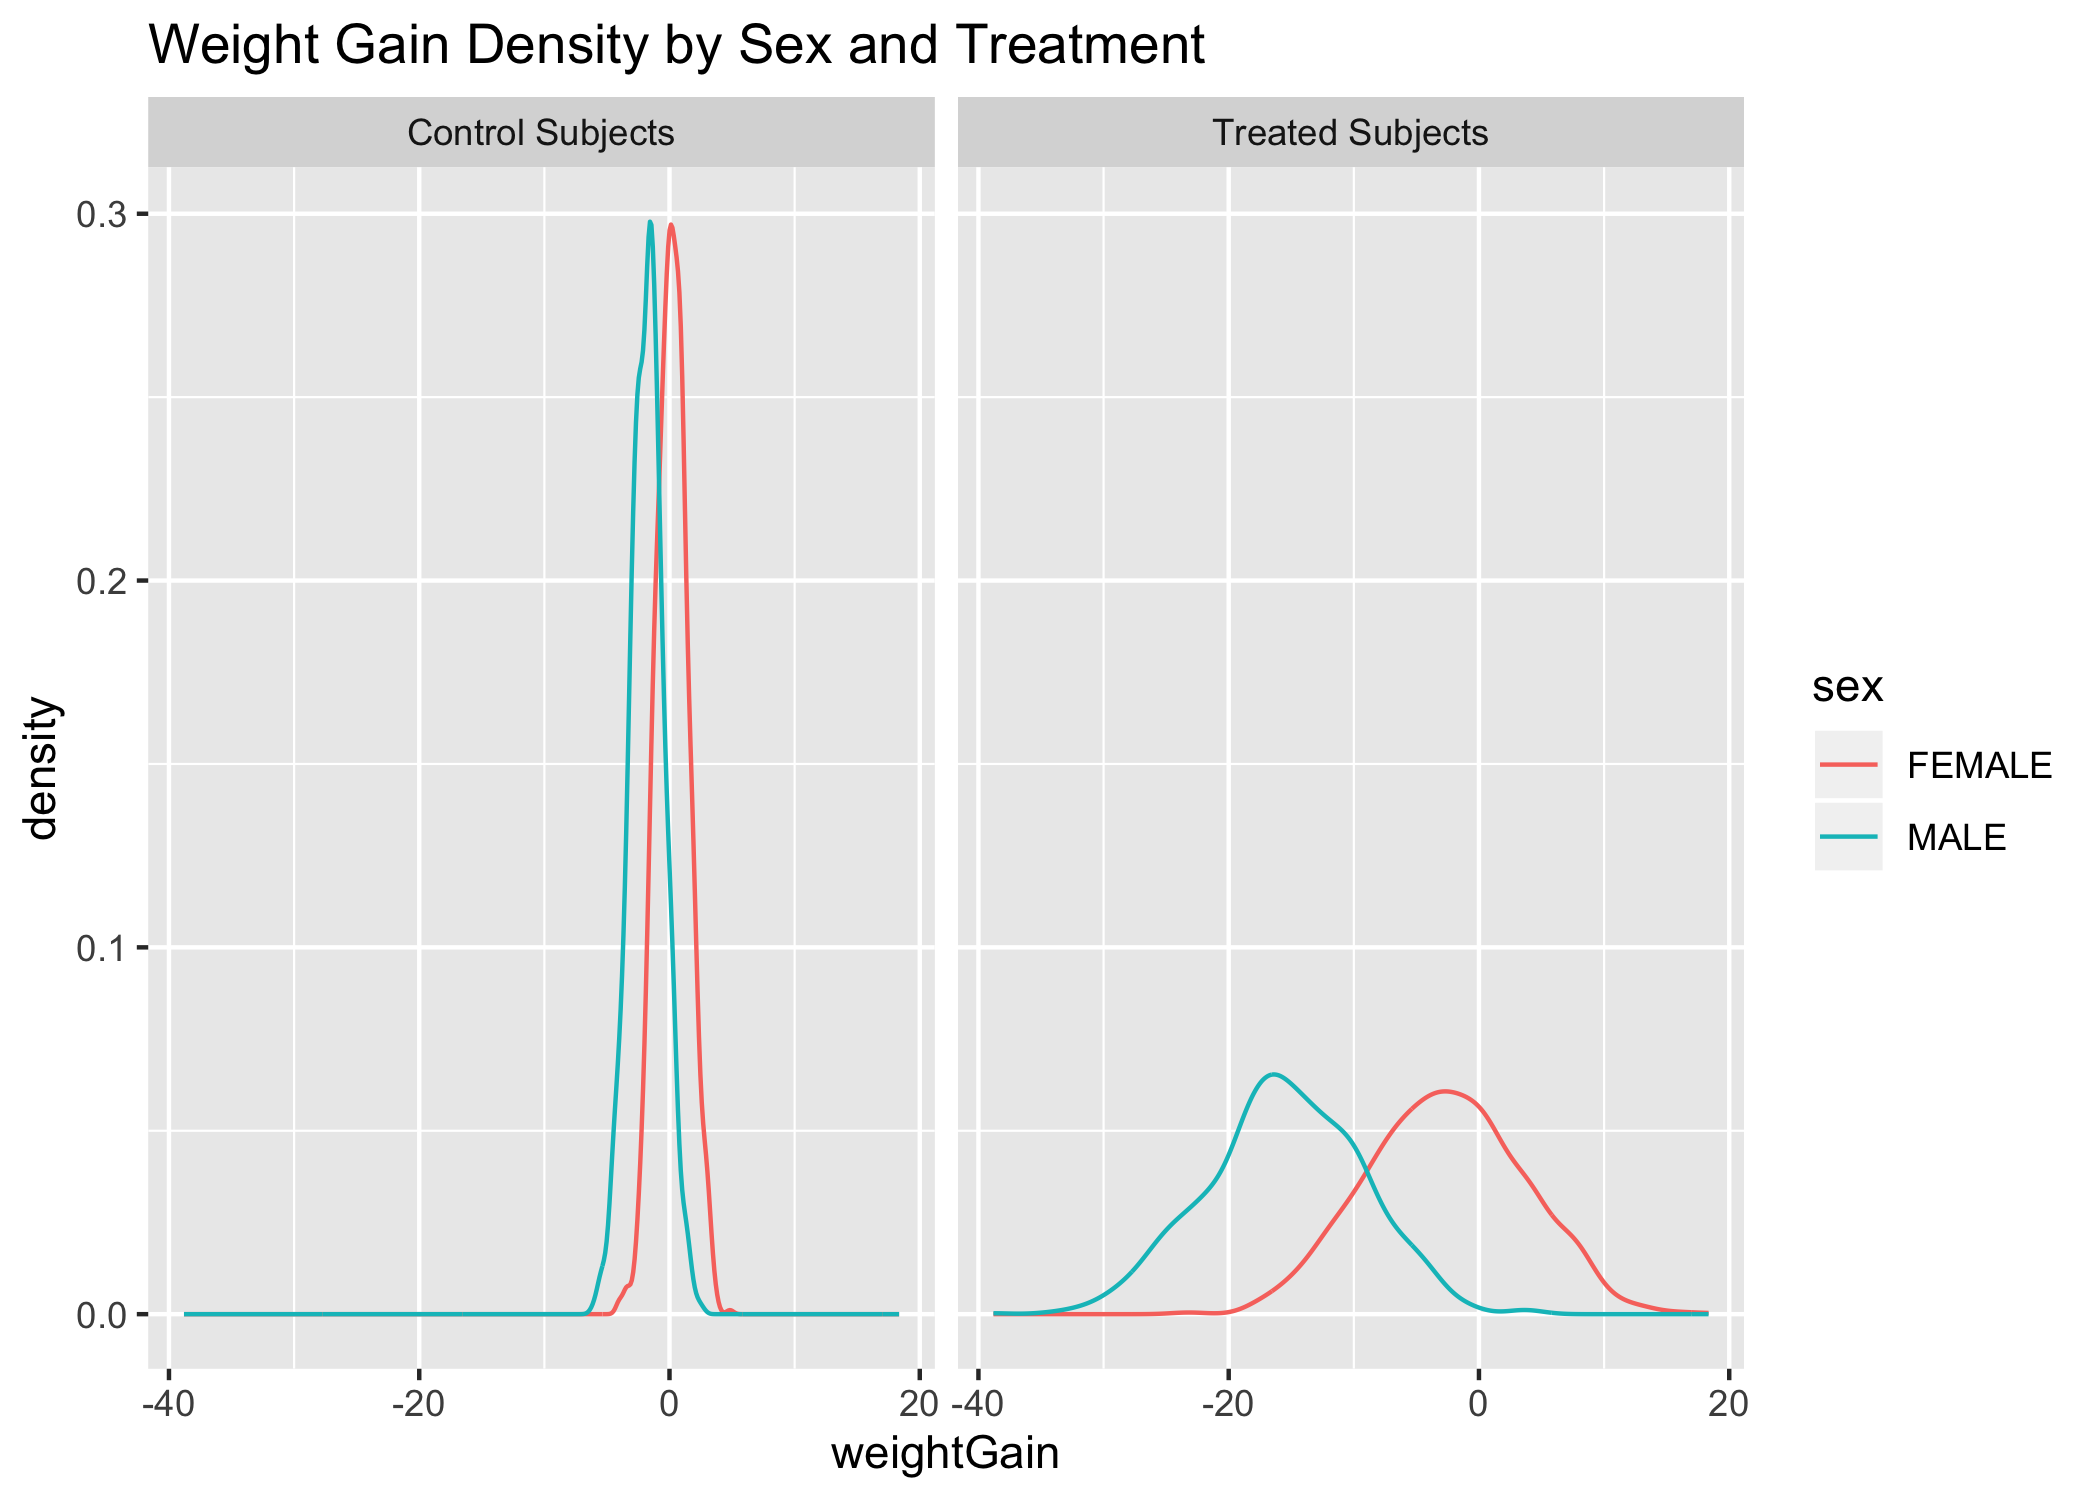 Weight Gain Density by Sex and Treatment
Control Subjects
Treated Subjects
0.3
0.2
0.1
0.0
density
-40
-20
0
20
-40
-20
0
20
weightGain
sex
FEMALE
MALE